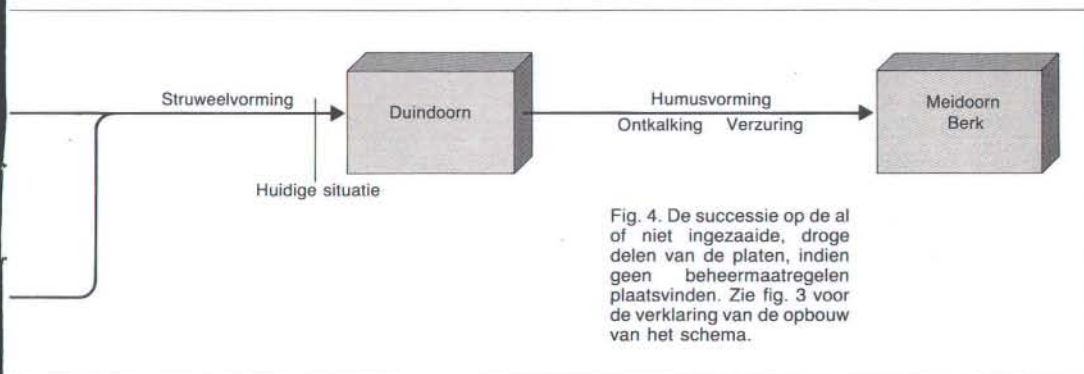 Struweelvorming
Huidige situatie
Duindoorn
Humusvorming
Ontkalking Verzuring
Meidoorn
Berk
Fig. 4. De successie op de al
of niet ingezaaide, droge
delen van de platen, indien
geen beheermaatregelen
plaatsvinden. Zie fig. 3 voor
de verklaring van de opbouw
van het schema.